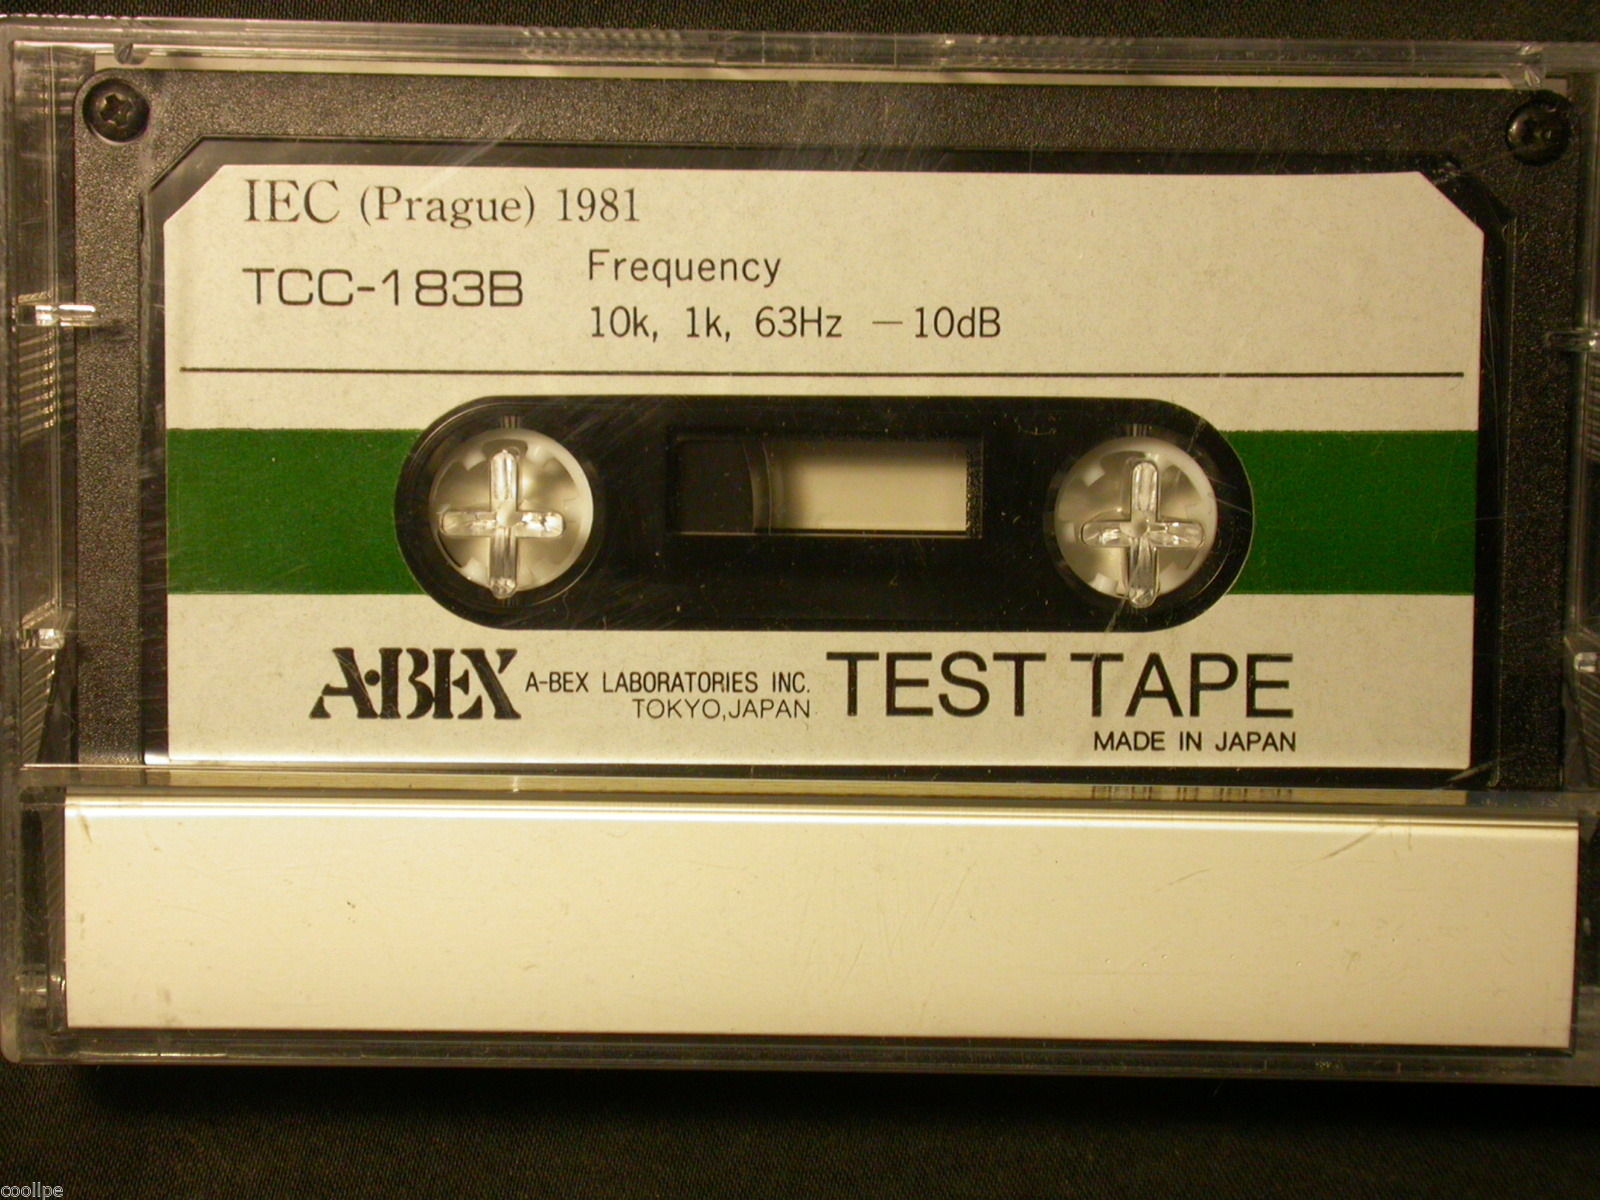 IEC (Prague) 1981
TCC-183B
Frequency
10k, 1k, 63Hz −10dB
A·BEX
A-BEX LABORATORIES INC.
TOKYO,JAPAN
TEST TAPE
MADE IN JAPAN
coollpe